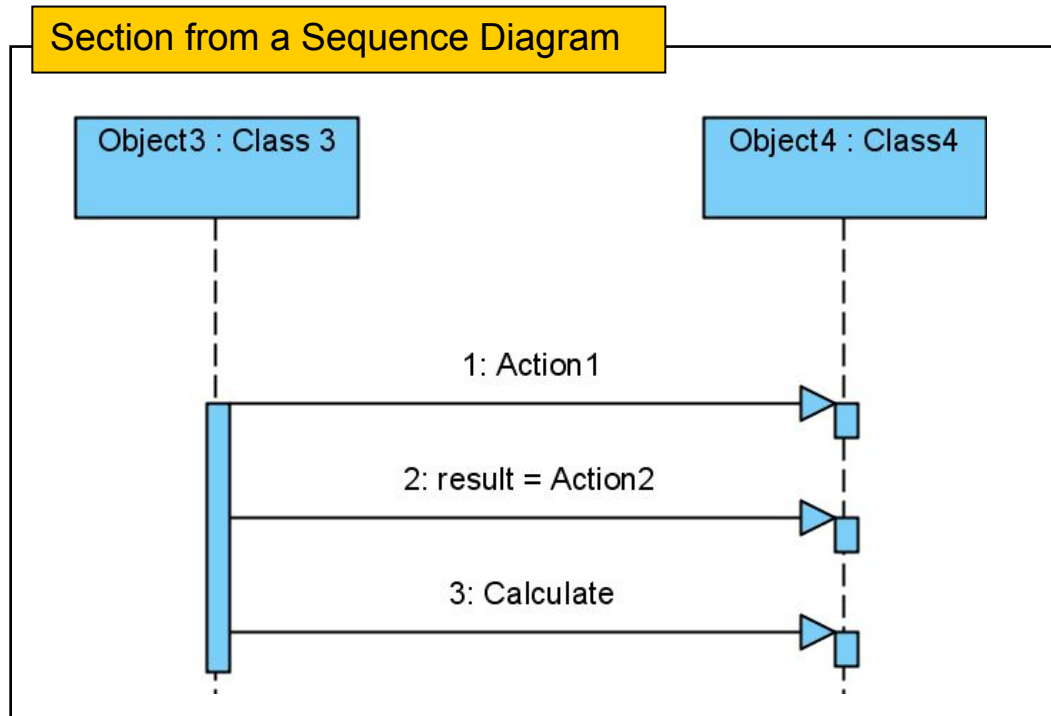 Section from a Sequence Diagram
Object3 : Class 3
Object4 : Class4
1: Action1
2: result = Action2
3: Calculate